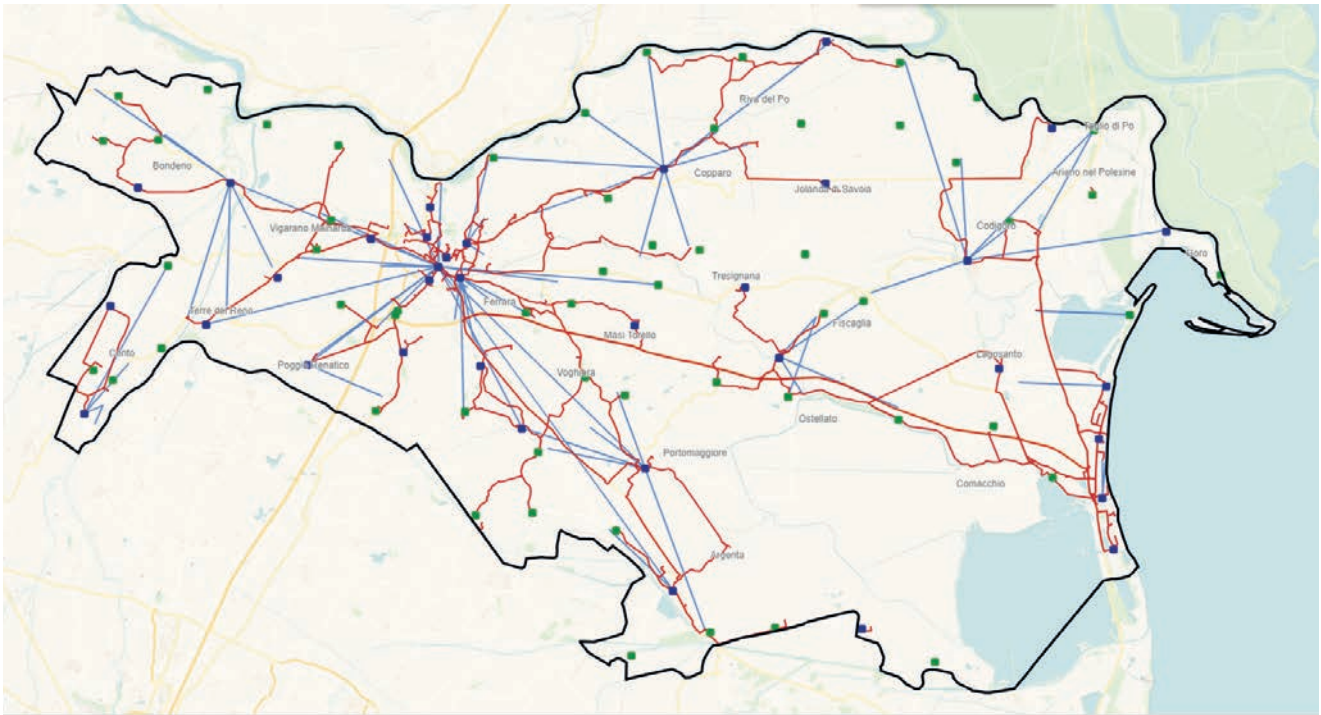 Riva del Po
Taglio di Po
Bondeno
Copparo
Ariano nel Polesine
Jolanda di Savoia
Vigarano Mainarda
Codigoro
Goro
Tresignana
Ferrara
Terre del Reno
Masi Torello
Fiscaglia
Cento
Lagosanto
Poggio Renatico
Voghiera
Ostellato
Portomaggiore
Comacchio
Argenta